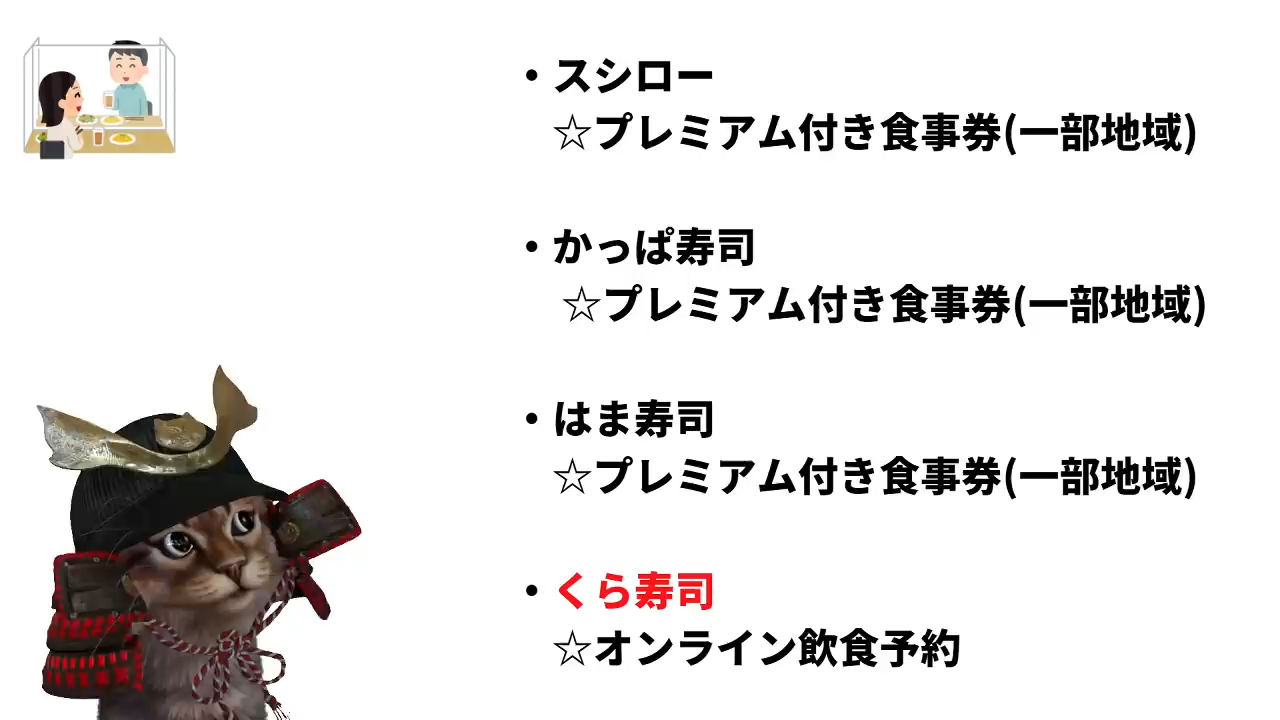 ・スシロー
☆プレミアム付き食事券(一部地域)
・かっぱ寿司
☆プレミアム付き食事券(一部地域)
・はま寿司
☆プレミアム付き食事券(一部地域)
・くら寿司
☆オンライン飲食予約